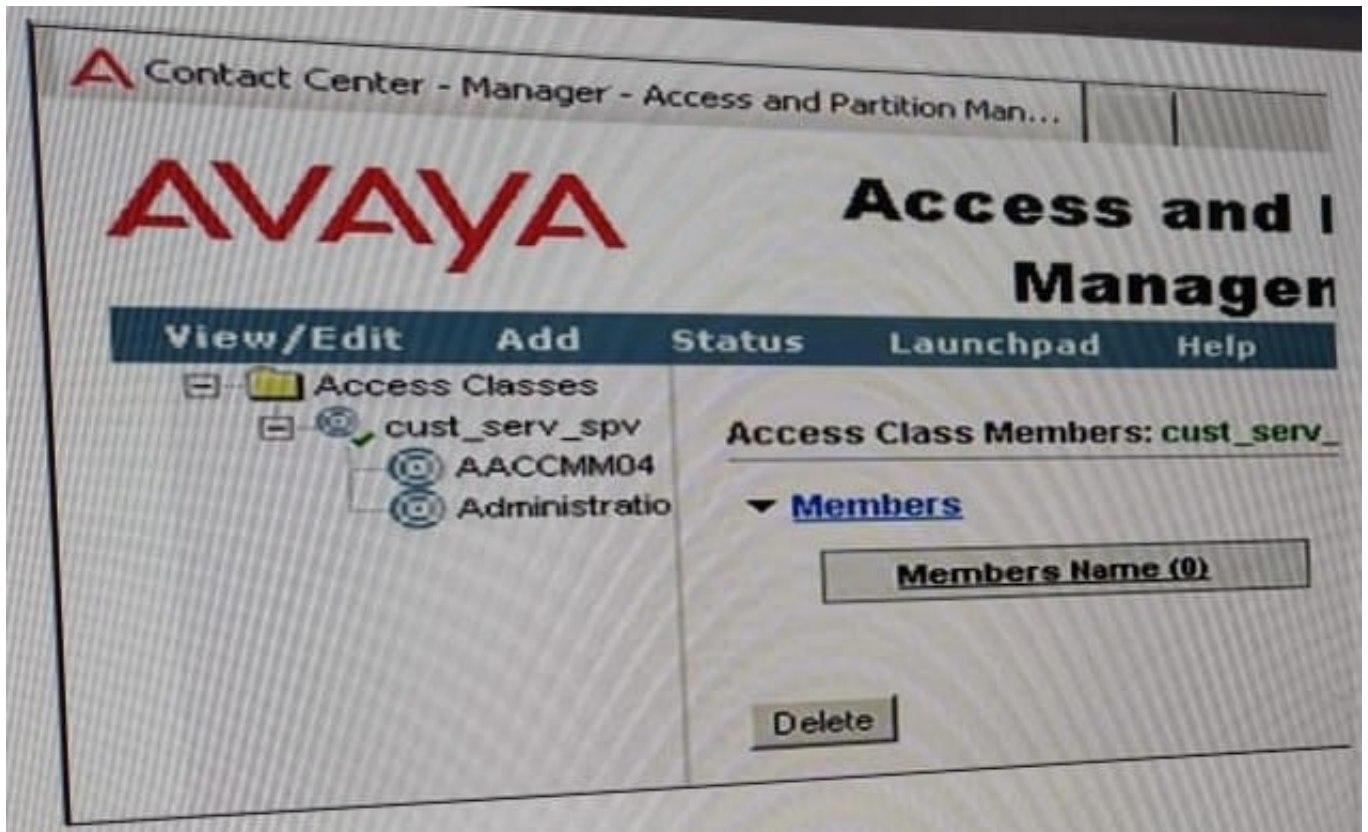 Contact Center - Manager - Access and Partition Man...
AVAYA
Access and
Managem
View/Edit Add Status Launchpad Help
Access Classes
cust_serv_spv
AACCMM04
Administratio
Access Class Members: cust_serv_
Members
Members Name (0)
Delete